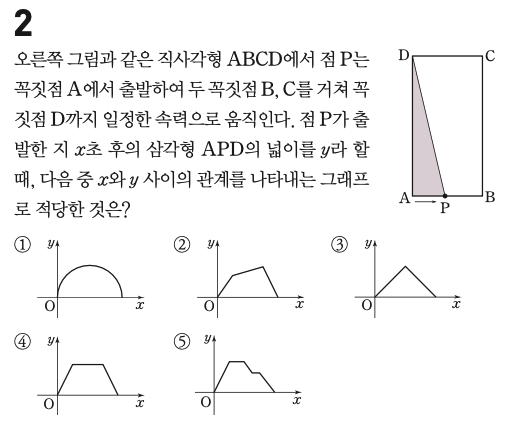 2
오른쪽 그림과 같은 직사각형 ABCD에서 점 P는
꼭짓점 A에서 출발하여 두 꼭짓점 B, C를 거쳐 꼭
짓점 D까지 일정한 속력으로 움직인다. 점 P가 출
발한 지 x초 후의 삼각형 APD의 넓이를 y라 할
때, 다음 중 x와 y 사이의 관계를 나타내는 그래프
로 적당한 것은?
D C
A B
P
① y ② y ③ y
O x O x O x
④ y ⑤ y
O x O x